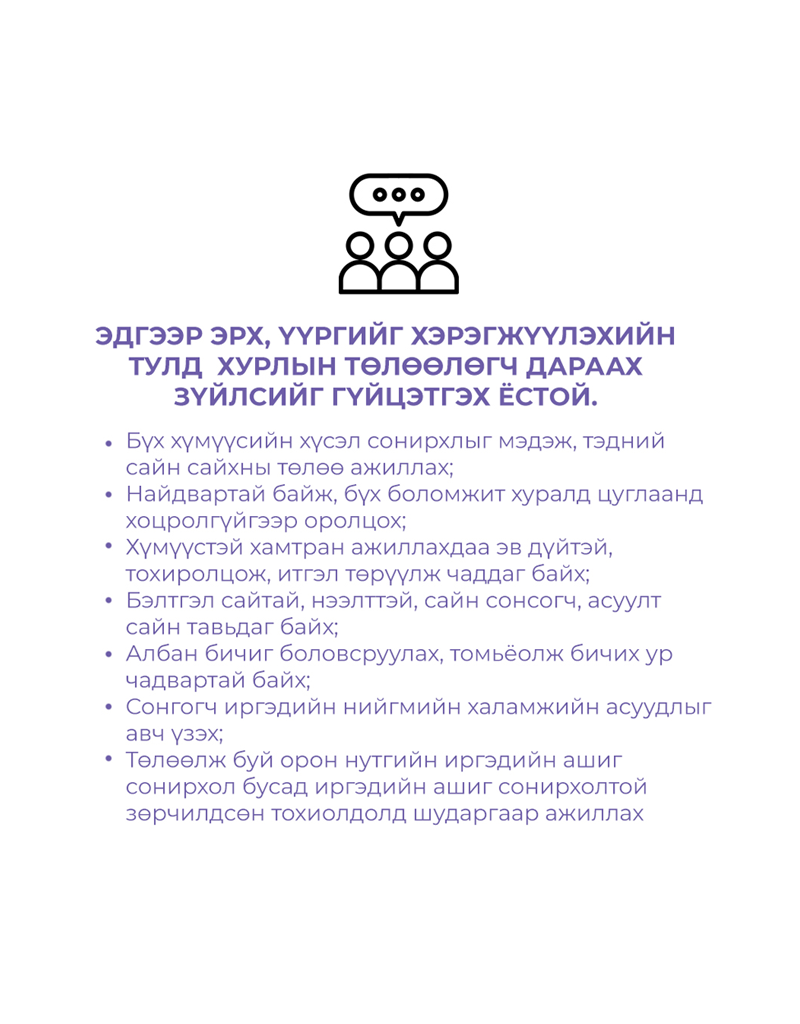 ЭДГЭЭР ЭРХ, ҮҮРГИЙГ ХЭРЭГЖҮҮЛЭХИЙН
ТУЛД ХУРЛЫН ТӨЛӨӨЛӨГЧ ДАРААХ
ЗҮЙЛСИЙГ ГҮЙЦЭТГЭХ ЁСТОЙ.
• Бүх хүмүүсийн хүсэл сонирхлыг мэдэж, тэдний
сайн сайхны төлөө ажиллах;
• Найдвартай байж, бүх боломжит хуралд цуглаанд
хоцролгүйгээр оролцох;
• Хүмүүстэй хамтран ажиллахдаа эв дүйтэй,
тохиролцож, итгэл төрүүлж чаддаг байх;
• Бэлтгэл сайтай, нээлттэй, сайн сонсогч, асуулт
сайн тавьдаг байх;
• Албан бичиг боловсруулах, томьёолж бичих ур
чадвартай байх;
• Сонгогч иргэдийн нийгмийн халамжийн асуудлыг
авч үзэх;
• Төлөөлж буй орон нутгийн иргэдийн ашиг
сонирхол бусад иргэдийн ашиг сонирхолтой
зөрчилдсөн тохиолдолд шударгаар ажиллах